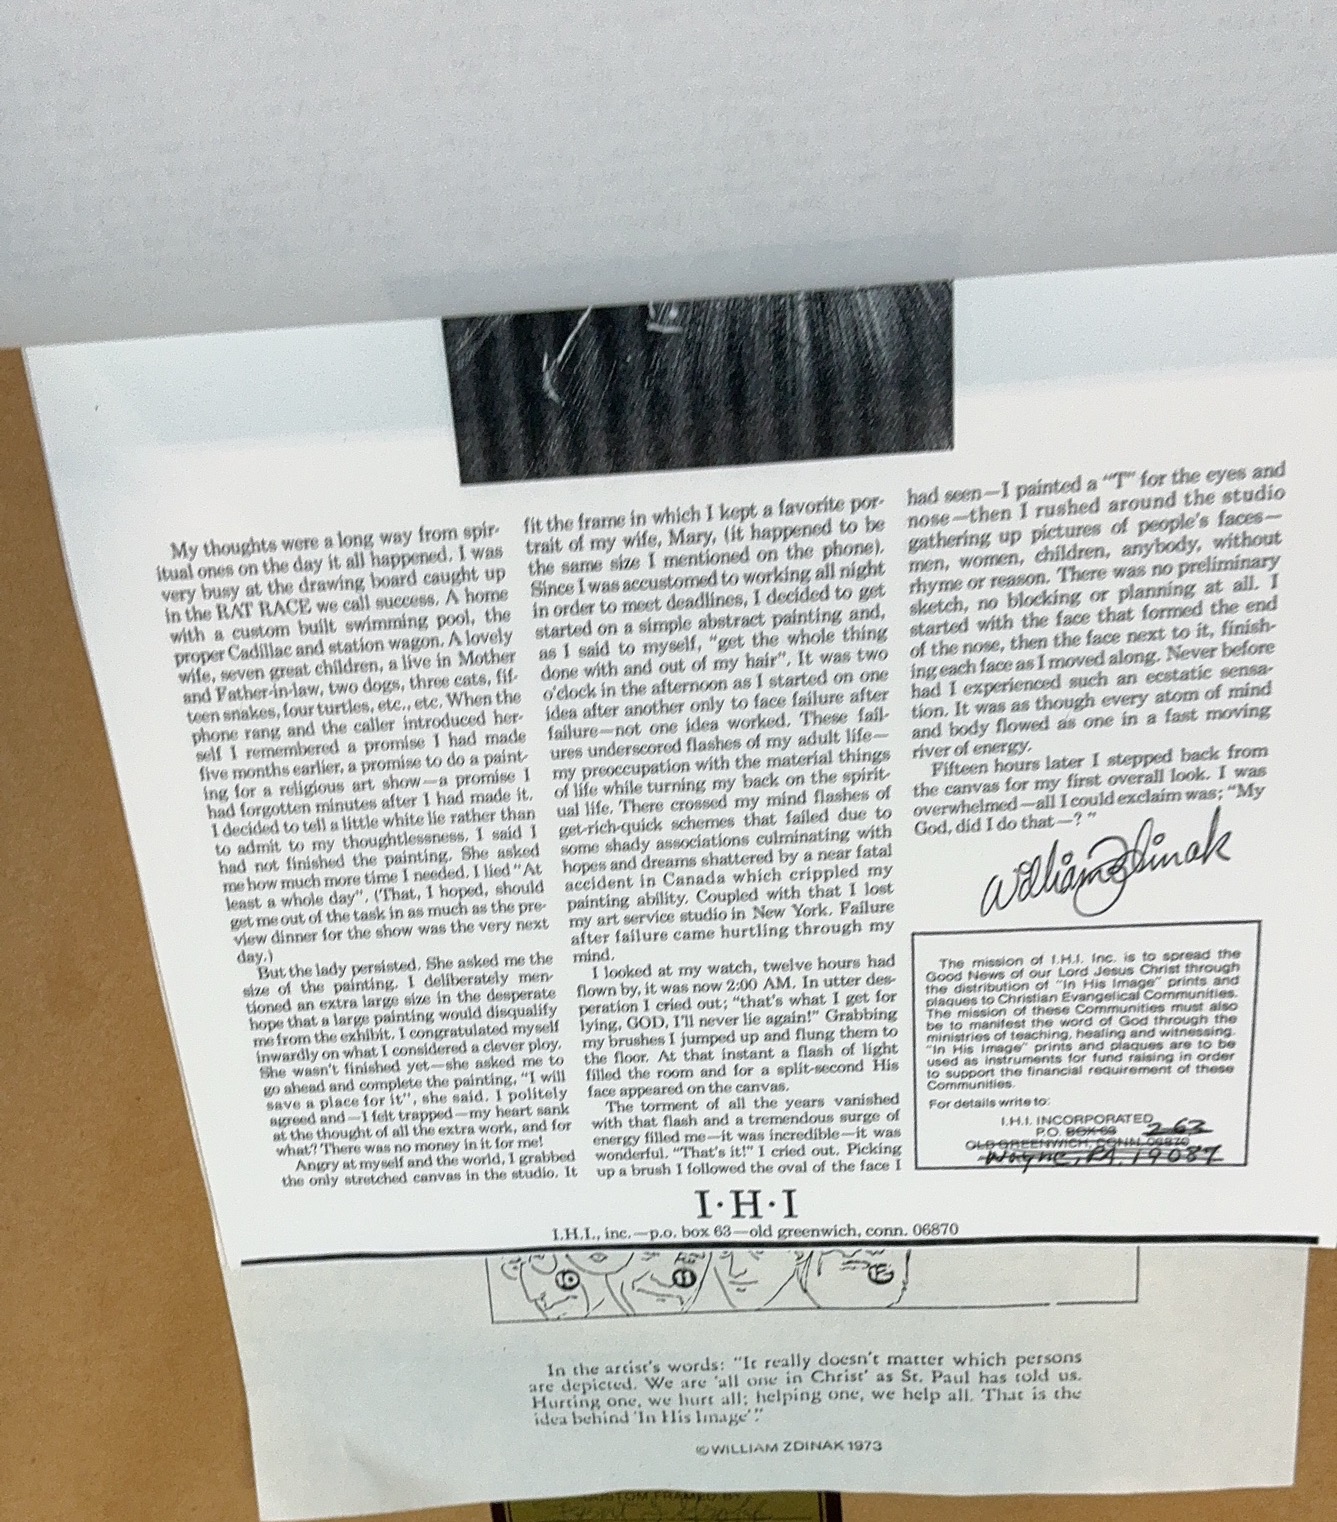 My thoughts were a long way from spir-
itual ones on the day it all happened. I was
very busy at the drawing board caught up
in the RAT RACE we call success. A home
with a custom built swimming pool, the
proper Cadillac and station wagon. A lovely
wife, seven great children, a live in Mother
and Father-in-law, two dogs, three cats, fif-
teen snakes, four turtles, etc., etc. When the
phone rang and the caller introduced her-
self I remembered a promise I had made
five months earlier, a promise to do a paint-
ing for a religious art show—a promise I
had forgotten minutes after I had made it.
I decided to tell a little white lie rather than
to admit to my thoughtlessness. I said I
had not finished the painting. She asked
me how much more time I needed. I lied "At
least a whole day". (That, I hoped, should
get me out of the task in as much as the pre-
view dinner for the show was the very next
day.)
But the lady persisted. She asked me the
size of the painting. I deliberately men-
tioned an extra large size in the desperate
hope that a large painting would disqualify
me from the exhibit. I congratulated myself
inwardly on what I considered a clever ploy.
She wasn't finished yet—she asked me to
go ahead and complete the painting, "I will
save a place for it", she said. I politely
agreed and—I felt trapped—my heart sank
at the thought of all the extra work, and for
what? There was no money in it for me!
Angry at myself and the world, I grabbed
the only stretched canvas in the studio. It
fit the frame in which I kept a favorite por-
trait of my wife, Mary, (it happened to be
the same size I mentioned on the phone).
Since I was accustomed to working all night
in order to meet deadlines, I decided to get
started on a simple abstract painting and,
as I said to myself, "get the whole thing
done with and out of my hair". It was two
o'clock in the afternoon as I started on one
idea after another only to face failure after
failure—not one idea worked. These fail-
ures underscored flashes of my adult life—
my preoccupation with the material things
of life while turning my back on the spirit-
ual life. There crossed my mind flashes of
get-rich-quick schemes that failed due to
some shady associations culminating with
hopes and dreams shattered by a near fatal
accident in Canada which crippled my
painting ability. Coupled with that I lost
my art service studio in New York. Failure
after failure came hurtling through my
mind.
I looked at my watch, twelve hours had
flown by, it was now 2:00 AM. In utter des-
peration I cried out; "that's what I get for
lying, GOD, I'll never lie again!" Grabbing
my brushes I jumped up and flung them to
the floor. At that instant a flash of light
filled the room and for a split-second His
face appeared on the canvas.
The torment of all the years vanished
with that flash and a tremendous surge of
energy filled me—it was incredible—it was
wonderful. "That's it!" I cried out. Picking
up a brush I followed the oval of the face I
had seen—I painted a "T" for the eyes and
nose—then I rushed around the studio
gathering up pictures of people's faces—
men, women, children, anybody, without
rhyme or reason. There was no preliminary
sketch, no blocking or planning at all. I
started with the face that formed the end
of the nose, then the face next to it, finish-
ing each face as I moved along. Never before
had I experienced such an ecstatic sensa-
tion. It was as though every atom of mind
and body flowed as one in a fast moving
river of energy.
Fifteen hours later I stepped back from
the canvas for my first overall look. I was
overwhelmed—all I could exclaim was; "My
God, did I do that—?"
William Zdinak
The mission of I.H.I. Inc. is to spread the
Good News of our Lord Jesus Christ through
the distribution of "In His Image" prints and
plaques to Christian Evangelical Communities.
The mission of these Communities must also
be to manifest the word of God through the
ministries of teaching, healing and witnessing.
"In His Image" prints and plaques are to be
used as instruments for fund raising in order
to support the financial requirement of these
Communities.
For details write to:
I.H.I. INCORPORATED
P.O. BOX 263
OLD GREENWICH, CONN. 06870
Wayne, PA. 19087
I·H·I
I.H.I., inc.—p.o. box 63—old greenwich, conn. 06870
10
11
12
In the artist's words: "It really doesn't matter which persons
are depicted. We are 'all one in Christ' as St. Paul has told us.
Hurting one, we hurt all; helping one, we help all. That is the
idea behind 'In His Image'."
©WILLIAM ZDINAK 1973
CUSTOM FRAMED BY